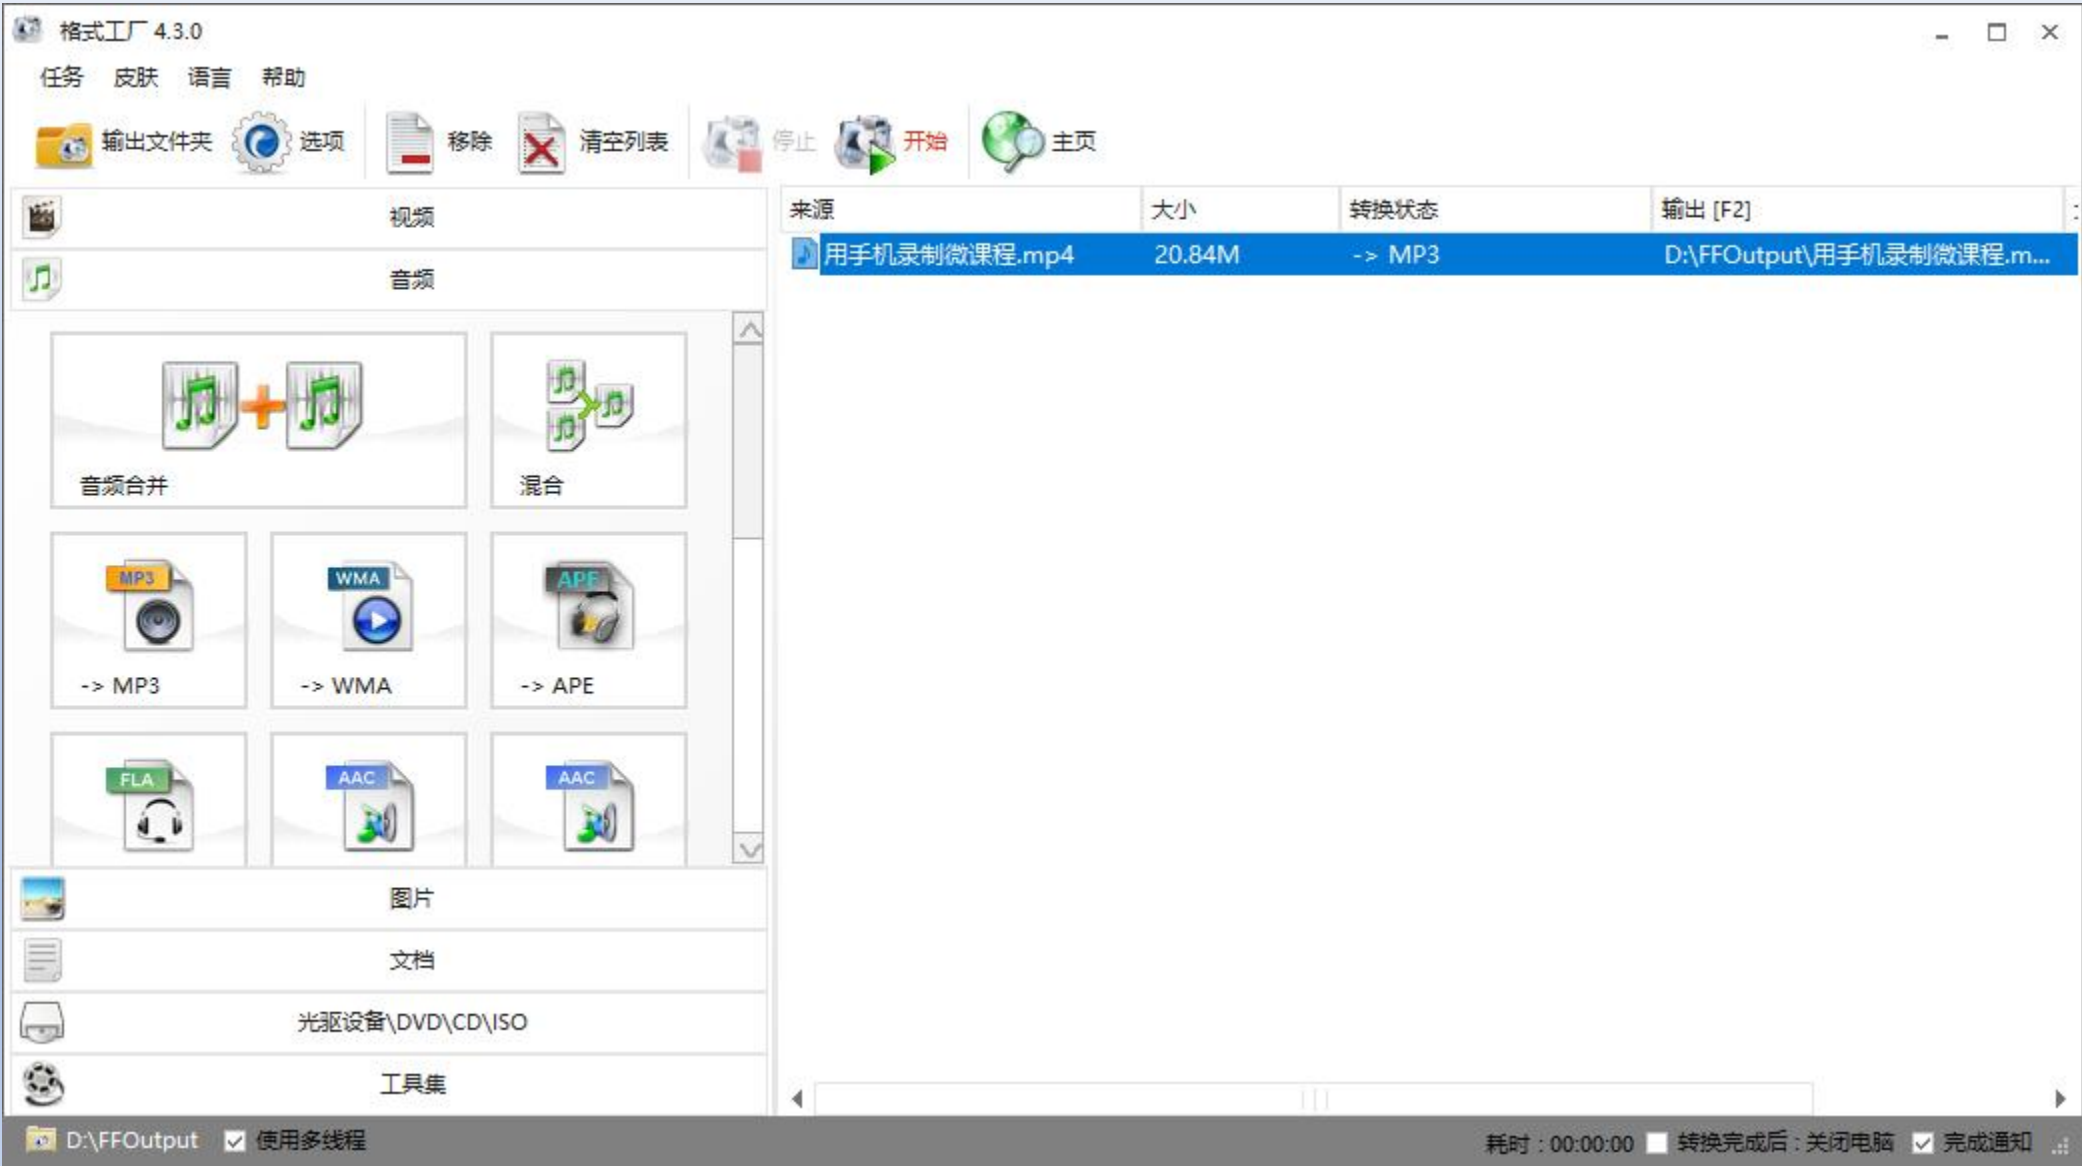 格式工厂 4.3.0
任务 皮肤 语言 帮助
输出文件夹 选项 移除 清空列表 停止 开始 主页
视频
音频
音频合并 混合
MP3 WMA APE
-> MP3 -> WMA -> APE
FLA AAC AAC
图片
文档
光驱设备\DVD\CD\ISO
工具集
来源 大小 转换状态 输出 [F2]
用手机录制微课程.mp4 20.84M -> MP3 D:\FFOutput\用手机录制微课程.m...
D:\FFOutput 使用多线程 耗时 : 00:00:00 转换完成后 : 关闭电脑 完成通知